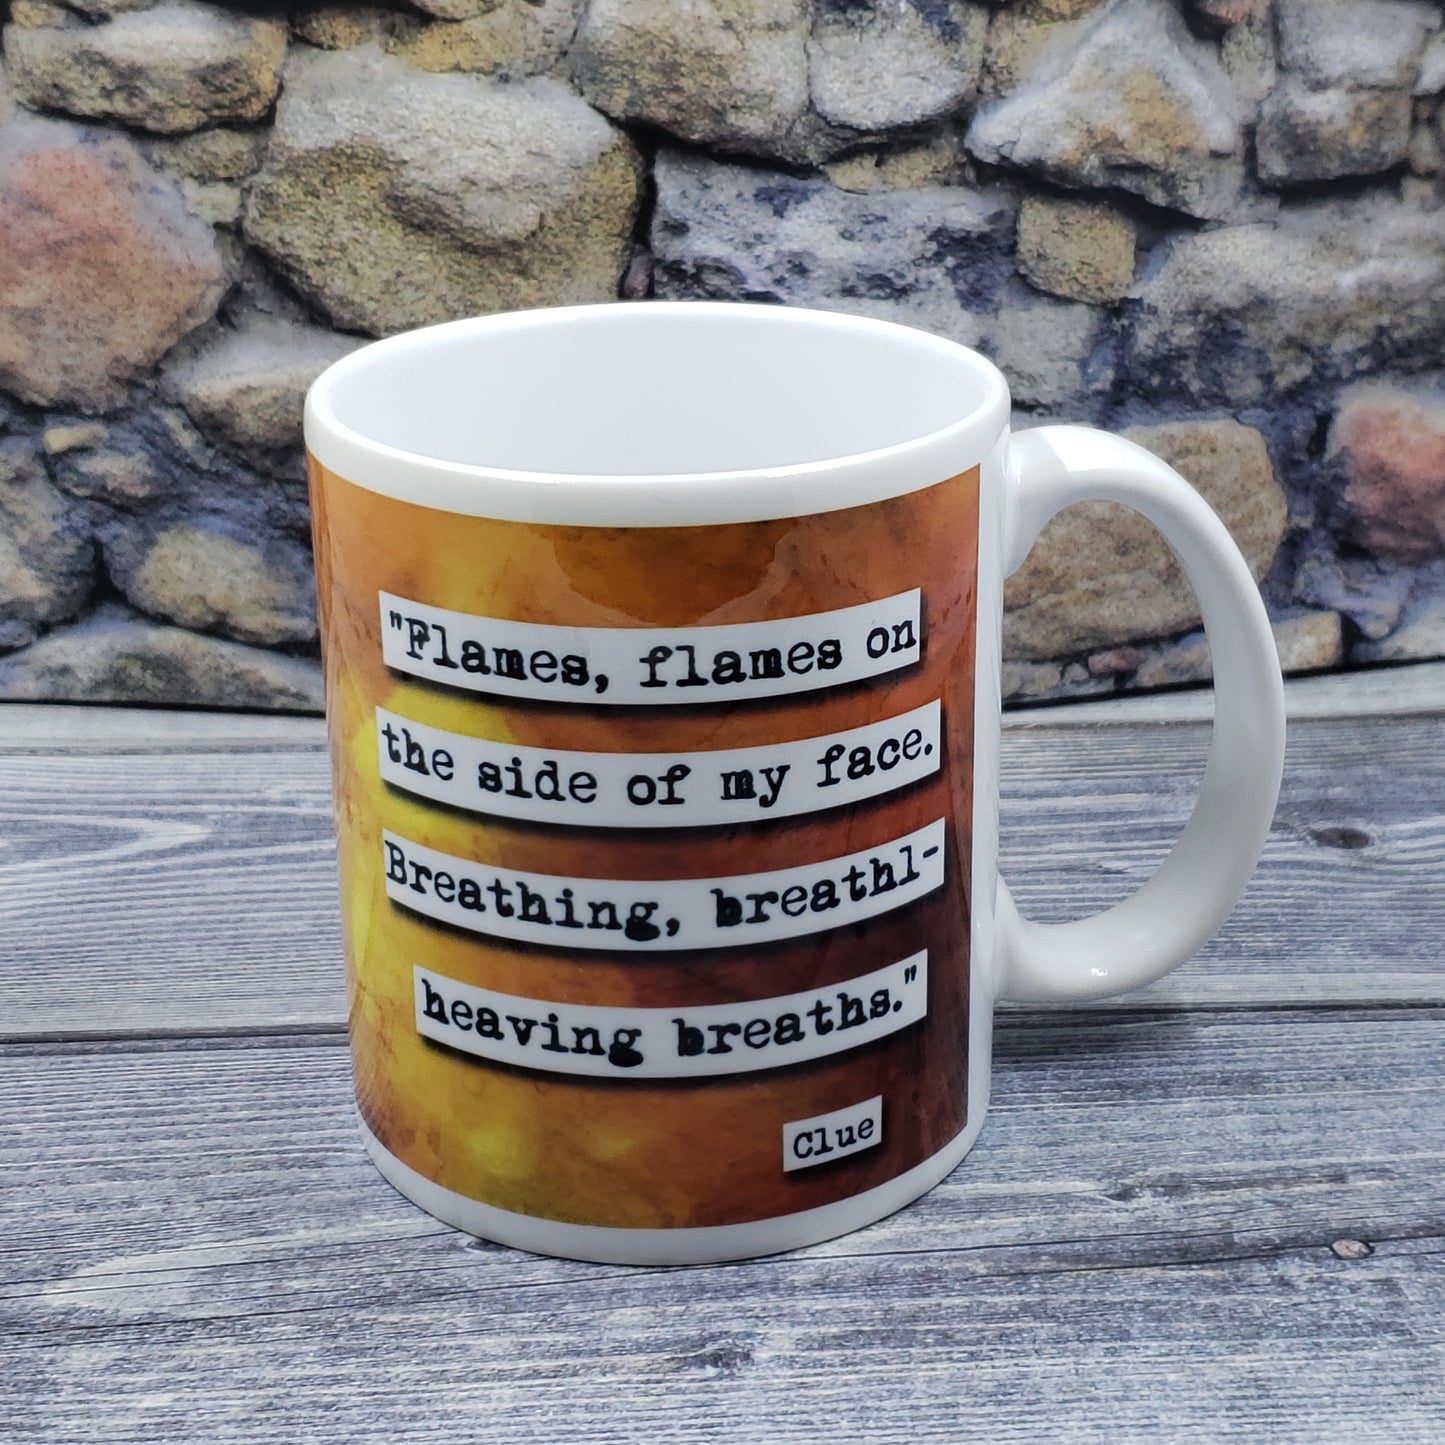 "Flames, flames on
the side of my face.
Breathing, breathl-
heaving breaths."
Clue